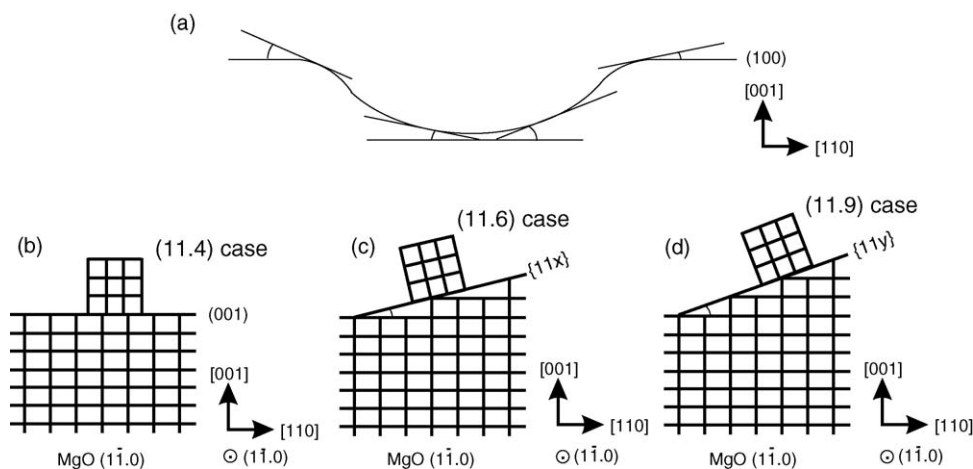 (a)
(100)
[001]
[110]
(b)
(11.4) case
(001)
[001]
[110]
MgO (11̄.0)
⊙ (11̄.0)
(c)
(11.6) case
{11x}
[001]
[110]
MgO (11̄.0)
⊙ (11̄.0)
(d)
(11.9) case
{11y}
[001]
[110]
MgO (11̄.0)
⊙ (11̄.0)